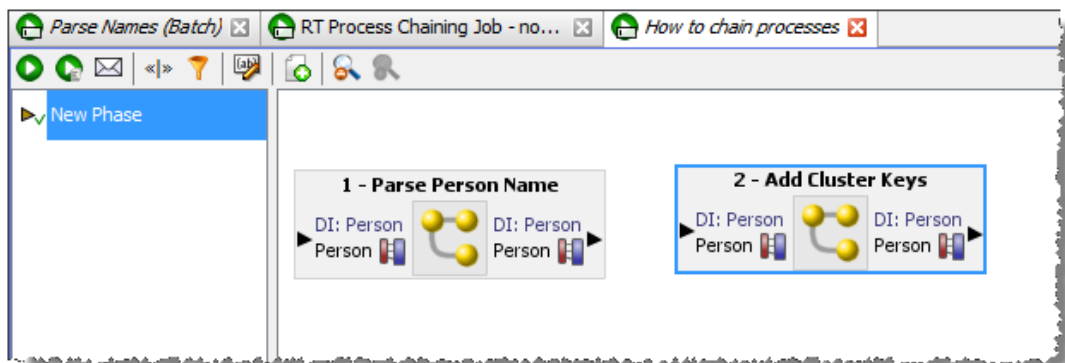 Parse Names (Batch) RT Process Chaining Job - no... How to chain processes
New Phase
1 - Parse Person Name
DI: Person DI: Person
Person Person
2 - Add Cluster Keys
DI: Person DI: Person
Person Person